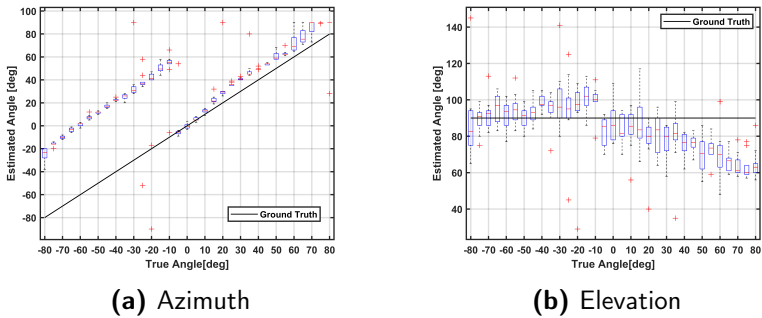 100
80
60
40
20
0
-20
-40
-60
-80
Estimated Angle [deg]
-80 -70 -60 -50 -40 -30 -20 -10 0 10 20 30 40 50 60 70 80
True Angle[deg]
Ground Truth
(a) Azimuth
140
120
100
80
60
40
Estimated Angle [deg]
-80 -70 -60 -50 -40 -30 -20 -10 0 10 20 30 40 50 60 70 80
True Angle[deg]
Ground Truth
(b) Elevation